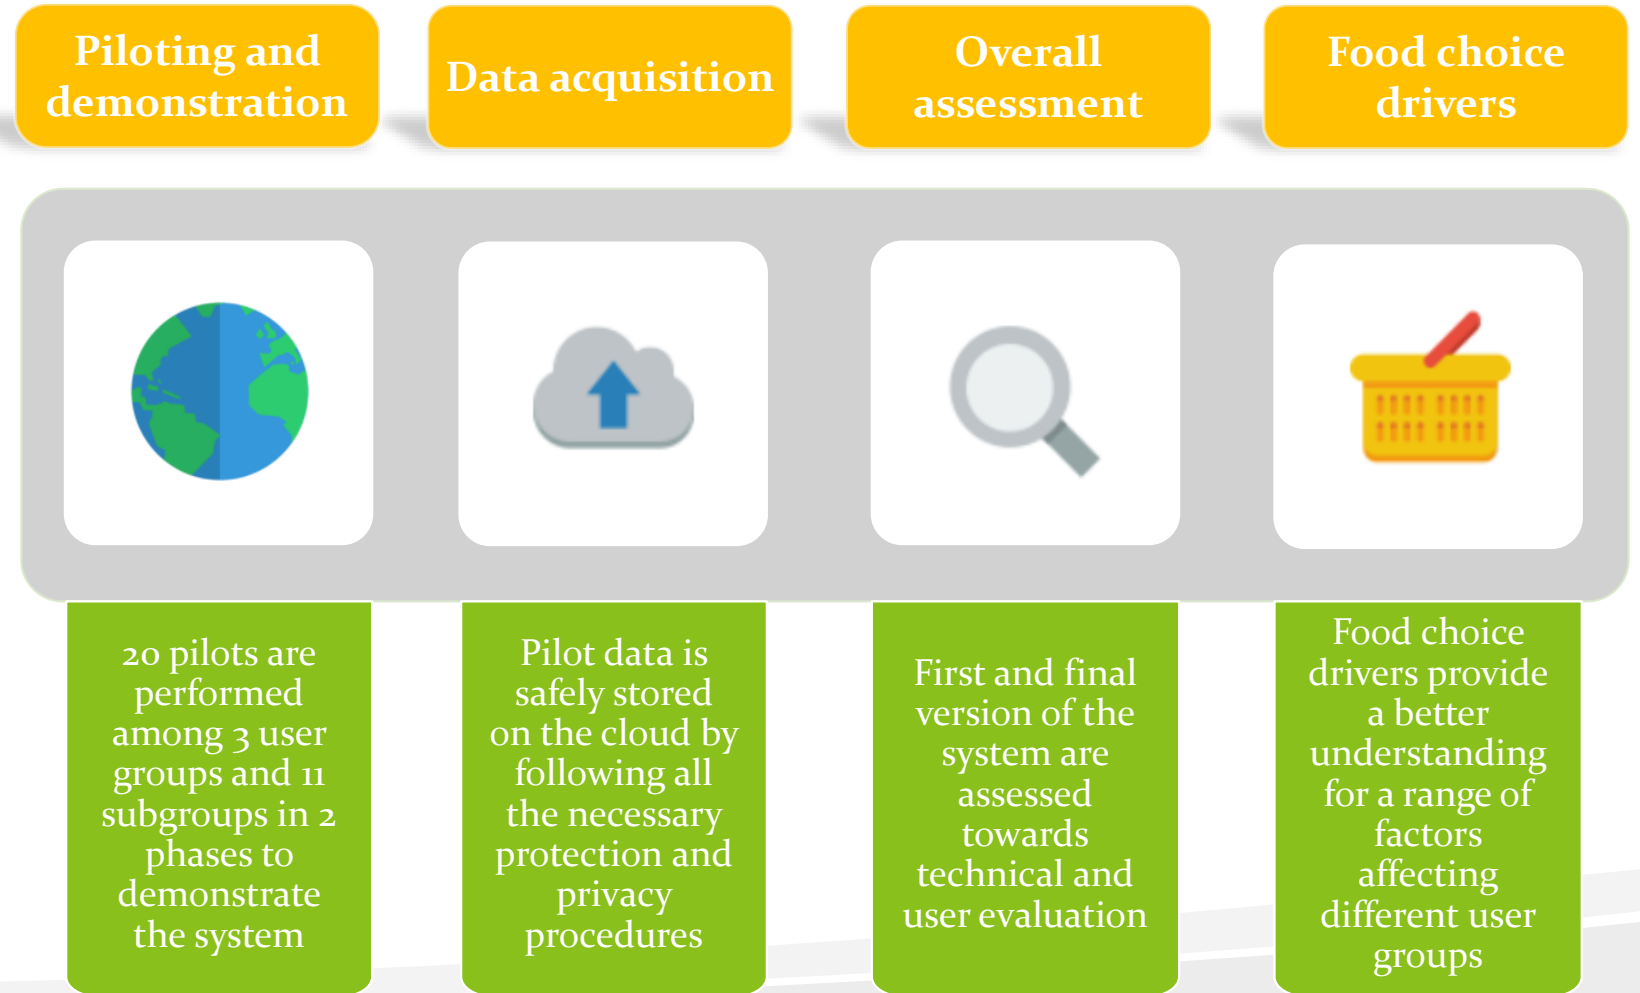 Piloting and
demonstration
Data acquisition
Overall
assessment
Food choice
drivers
20 pilots are
performed
among 3 user
groups and 11
subgroups in 2
phases to
demonstrate
the system
Pilot data is
safely stored
on the cloud by
following all
the necessary
protection and
privacy
procedures
First and final
version of the
system are
assessed
towards
technical and
user evaluation
Food choice
drivers provide
a better
understanding
for a range of
factors
affecting
different user
groups